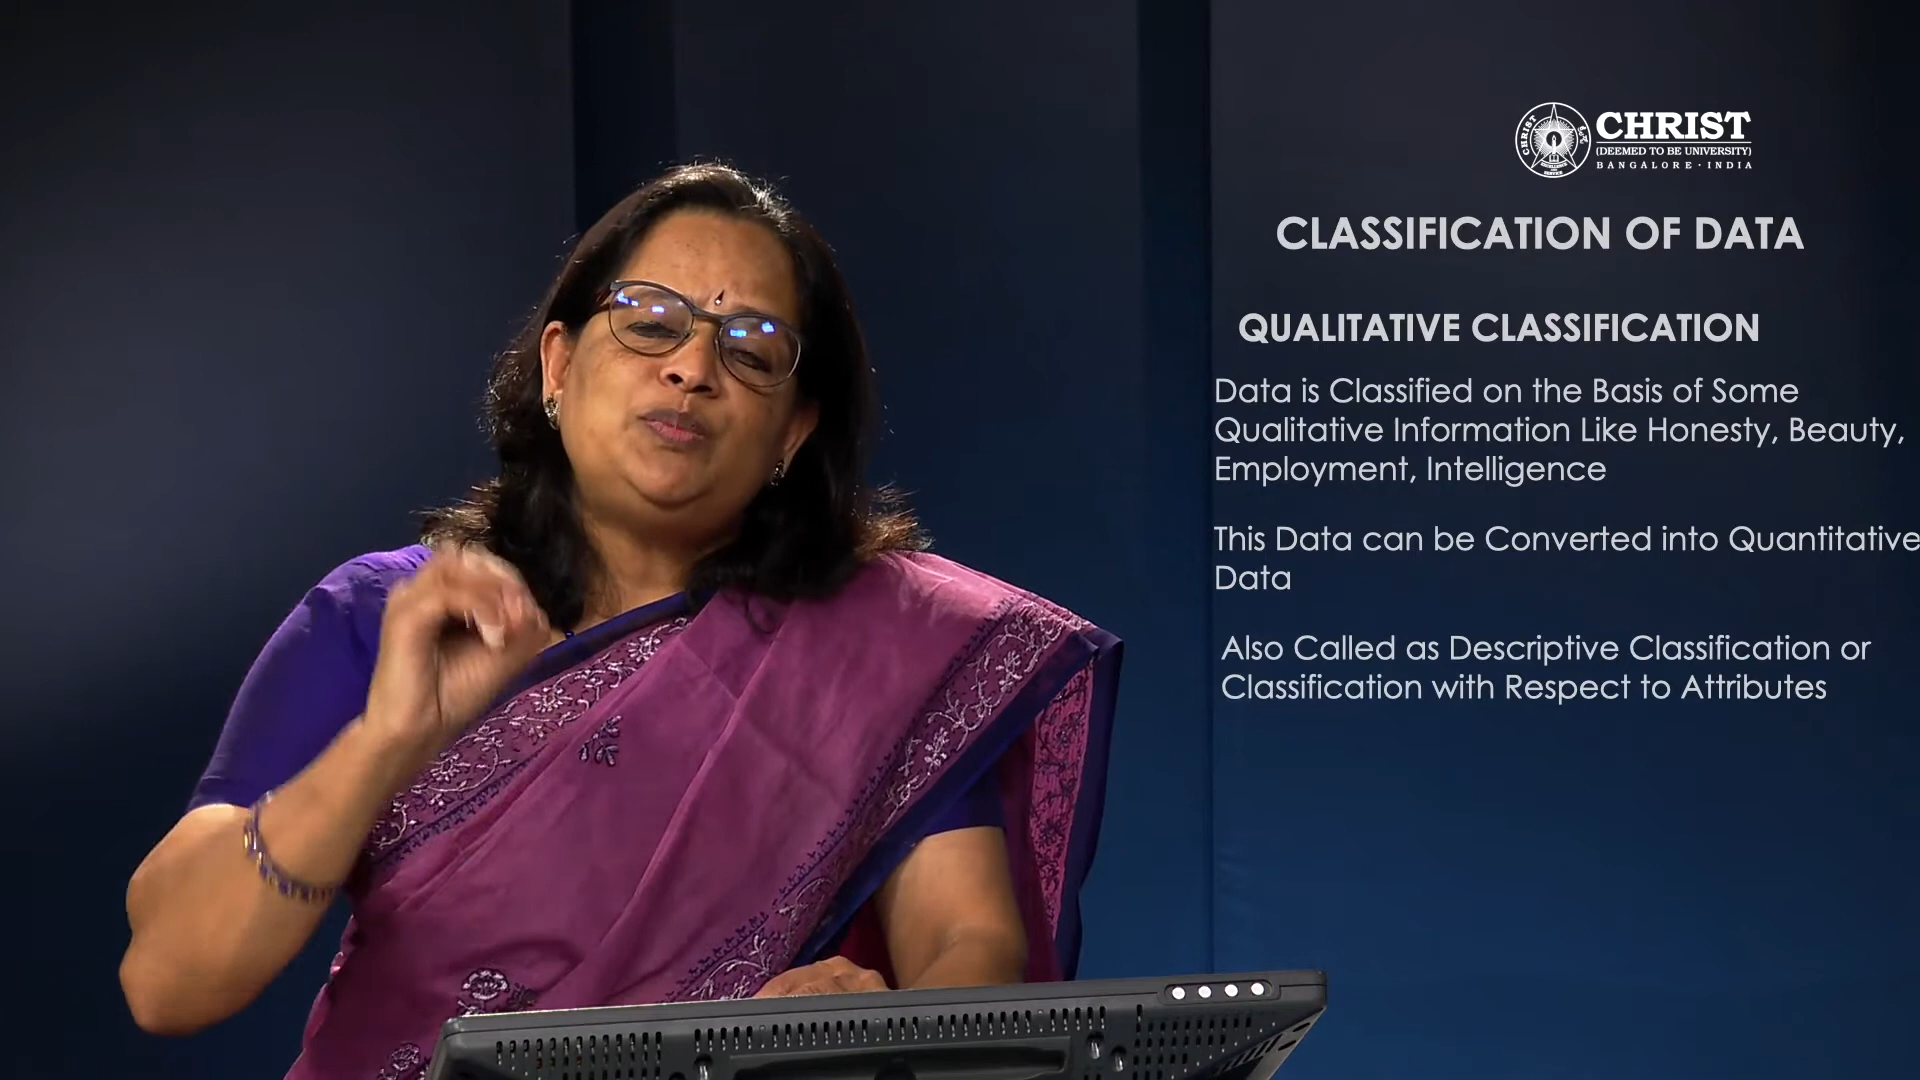 CHRIST
(DEEMED TO BE UNIVERSITY)
BANGALORE · INDIA
CLASSIFICATION OF DATA
QUALITATIVE CLASSIFICATION
Data is Classified on the Basis of Some
Qualitative Information Like Honesty, Beauty,
Employment, Intelligence
This Data can be Converted into Quantitative
Data
Also Called as Descriptive Classification or
Classification with Respect to Attributes